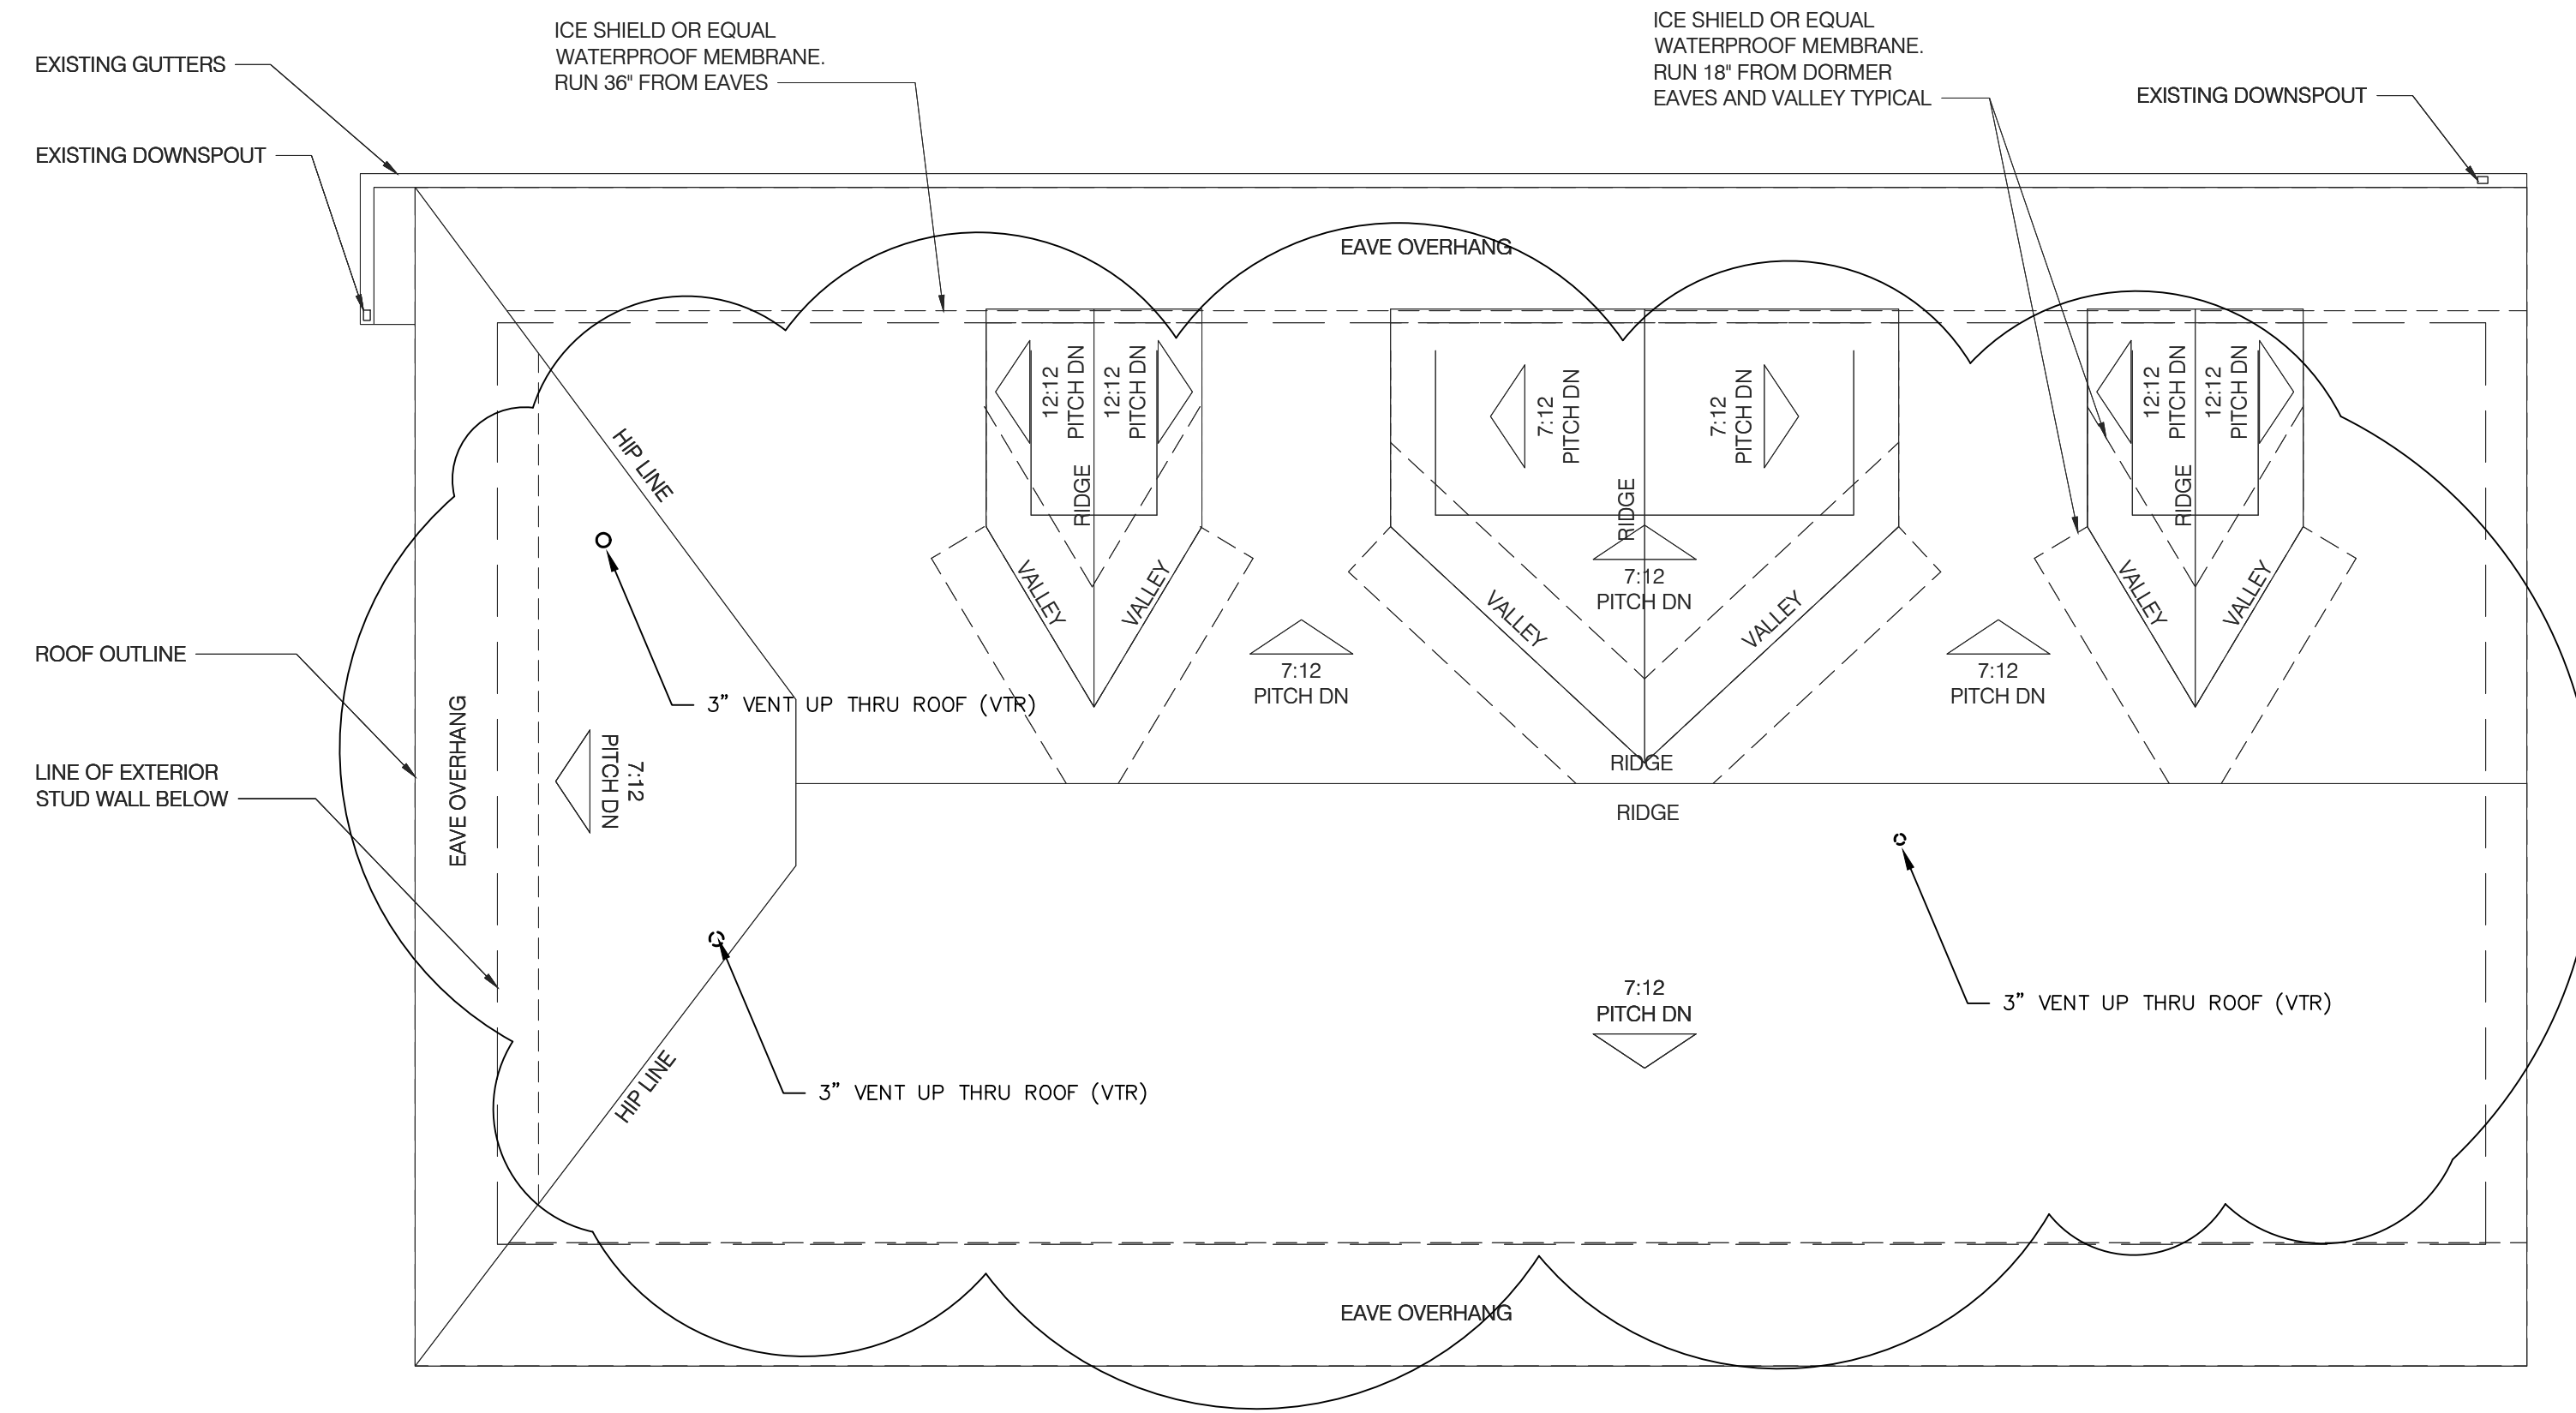 ICE SHIELD OR EQUAL
WATERPROOF MEMBRANE.
RUN 36" FROM EAVES
ICE SHIELD OR EQUAL
WATERPROOF MEMBRANE.
RUN 18" FROM DORMER
EAVES AND VALLEY TYPICAL
EXISTING GUTTERS
EXISTING DOWNSPOUT
EXISTING DOWNSPOUT
EAVE OVERHANG
12:12
PITCH DN
12:12
PITCH DN
RIDGE
7:12
PITCH DN
7:12
PITCH DN
RIDGE
12:12
PITCH DN
12:12
PITCH DN
RIDGE
HIP LINE
VALLEY
VALLEY
7:12
PITCH DN
VALLEY
VALLEY
VALLEY
VALLEY
7:12
PITCH DN
7:12
PITCH DN
ROOF OUTLINE
3” VENT UP THRU ROOF (VTR)
LINE OF EXTERIOR
STUD WALL BELOW
EAVE OVERHANG
7:12
PITCH DN
RIDGE
RIDGE
7:12
PITCH DN
3” VENT UP THRU ROOF (VTR)
HIP LINE
3” VENT UP THRU ROOF (VTR)
EAVE OVERHANG